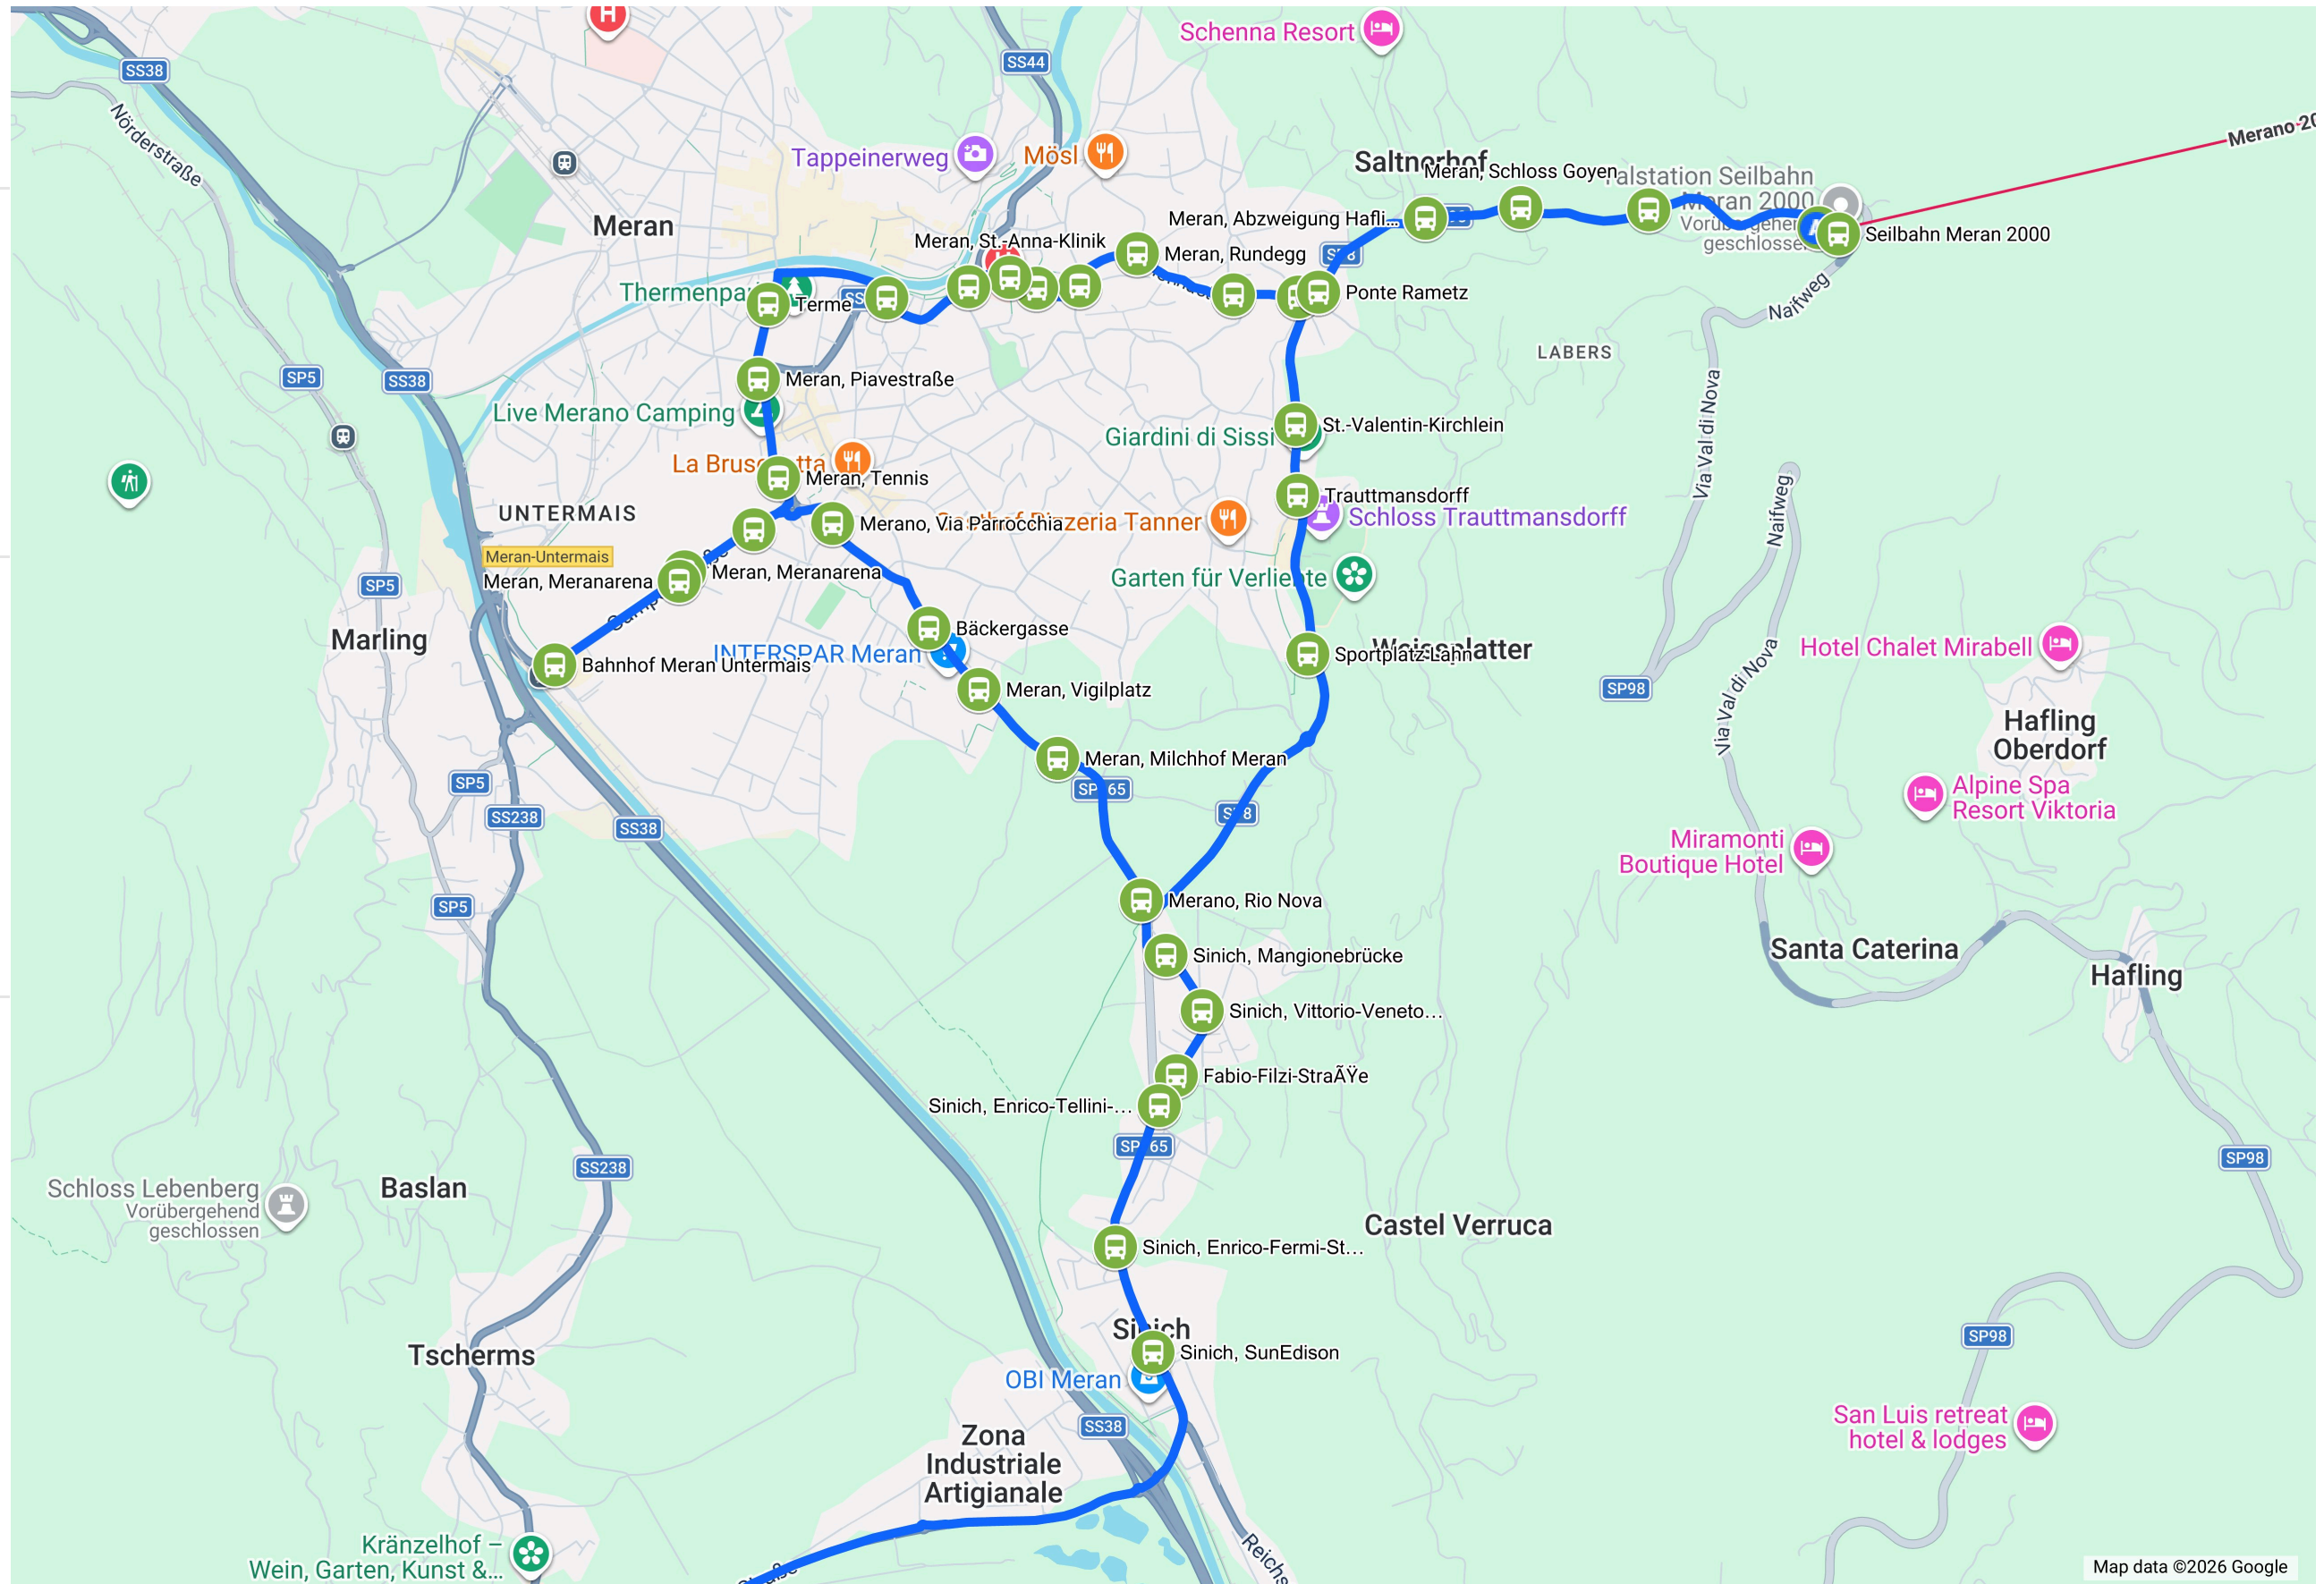 Schenna Resort
SS38
SS44
Nörderstraße
Tappeinerweg
Mösl
Merano 20
Saltnerhof
Meran, Schloss Goyen
Talstation Seilbahn
Meran 2000
Vorübergehend
geschlossen
Meran
Meran, Abzweigung Hafli...
Meran, St.-Anna-Klinik
Meran, Rundegg
Seilbahn Meran 2000
Thermenpark
Terme
Ponte Rametz
Naifweg
LABERS
SP5
SS38
Meran, Piavestraße
Live Merano Camping
Giardini di Sissi
St.-Valentin-Kirchlein
Via Val di Nova
La Bruschetta
Meran, Tennis
Trauttmansdorff
UNTERMAIS
Merano, Via Parrocchia
Pizzeria Tanner
Schloss Trauttmansdorff
Naifweg
Meran-Untermais
Meran, Meranarena
Meran, Meranarena
SP5
Garten für Verliebte
Bäckergasse
Marling
INTERSPAR Meran
Bahnhof Meran Untermais
Sportplatz Lahn
Weissplatter
Hotel Chalet Mirabell
SP98
Via Val di Nova
Meran, Vigilplatz
Hafling
Oberdorf
Meran, Milchhof Meran
SP5
SP165
SS238
SS38
SP8
Alpine Spa
Resort Viktoria
Miramonti
Boutique Hotel
SP5
Merano, Rio Nova
Santa Caterina
Sinich, Mangionebrücke
Hafling
Sinich, Vittorio-Veneto...
Fabio-Filzi-StraÃŸe
Sinich, Enrico-Tellini-...
SP165
SP98
SS238
Schloss Lebenberg
Vorübergehend
geschlossen
Baslan
Castel Verruca
Sinich, Enrico-Fermi-St...
Sinich
SP98
Tscherms
Sinich, SunEdison
OBI Meran
SS38
San Luis retreat
hotel & lodges
Zona
Industriale
Artigianale
Kränzelhof –
Wein, Garten, Kunst &...
Straße
Reichs
Map data ©2026 Google